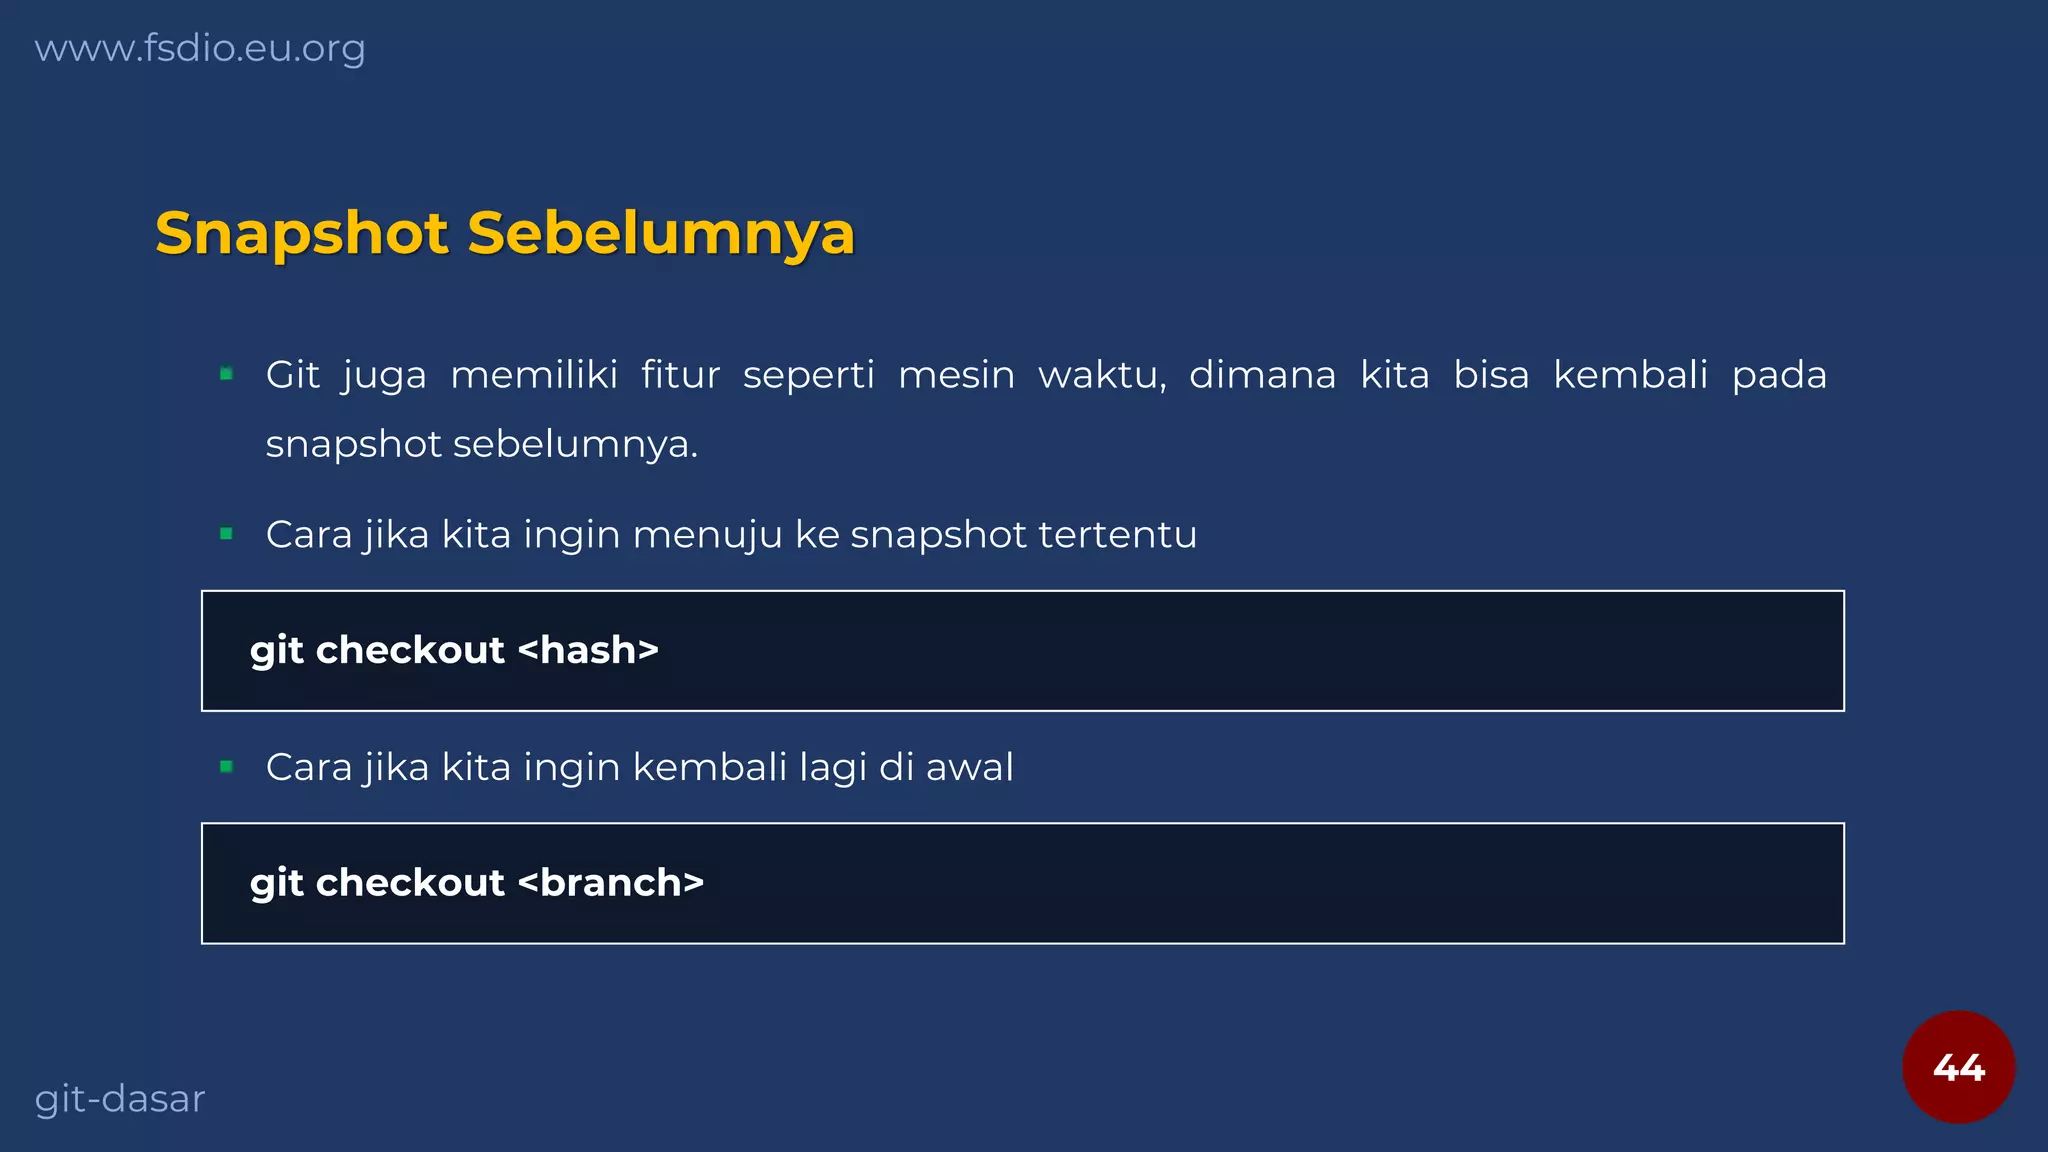 www.fsdio.eu.org
Snapshot Sebelumnya
▪ Git juga memiliki fitur seperti mesin waktu, dimana kita bisa kembali pada
snapshot sebelumnya.
▪ Cara jika kita ingin menuju ke snapshot tertentu
git checkout <hash>
▪ Cara jika kita ingin kembali lagi di awal
git checkout <branch>
44
git-dasar